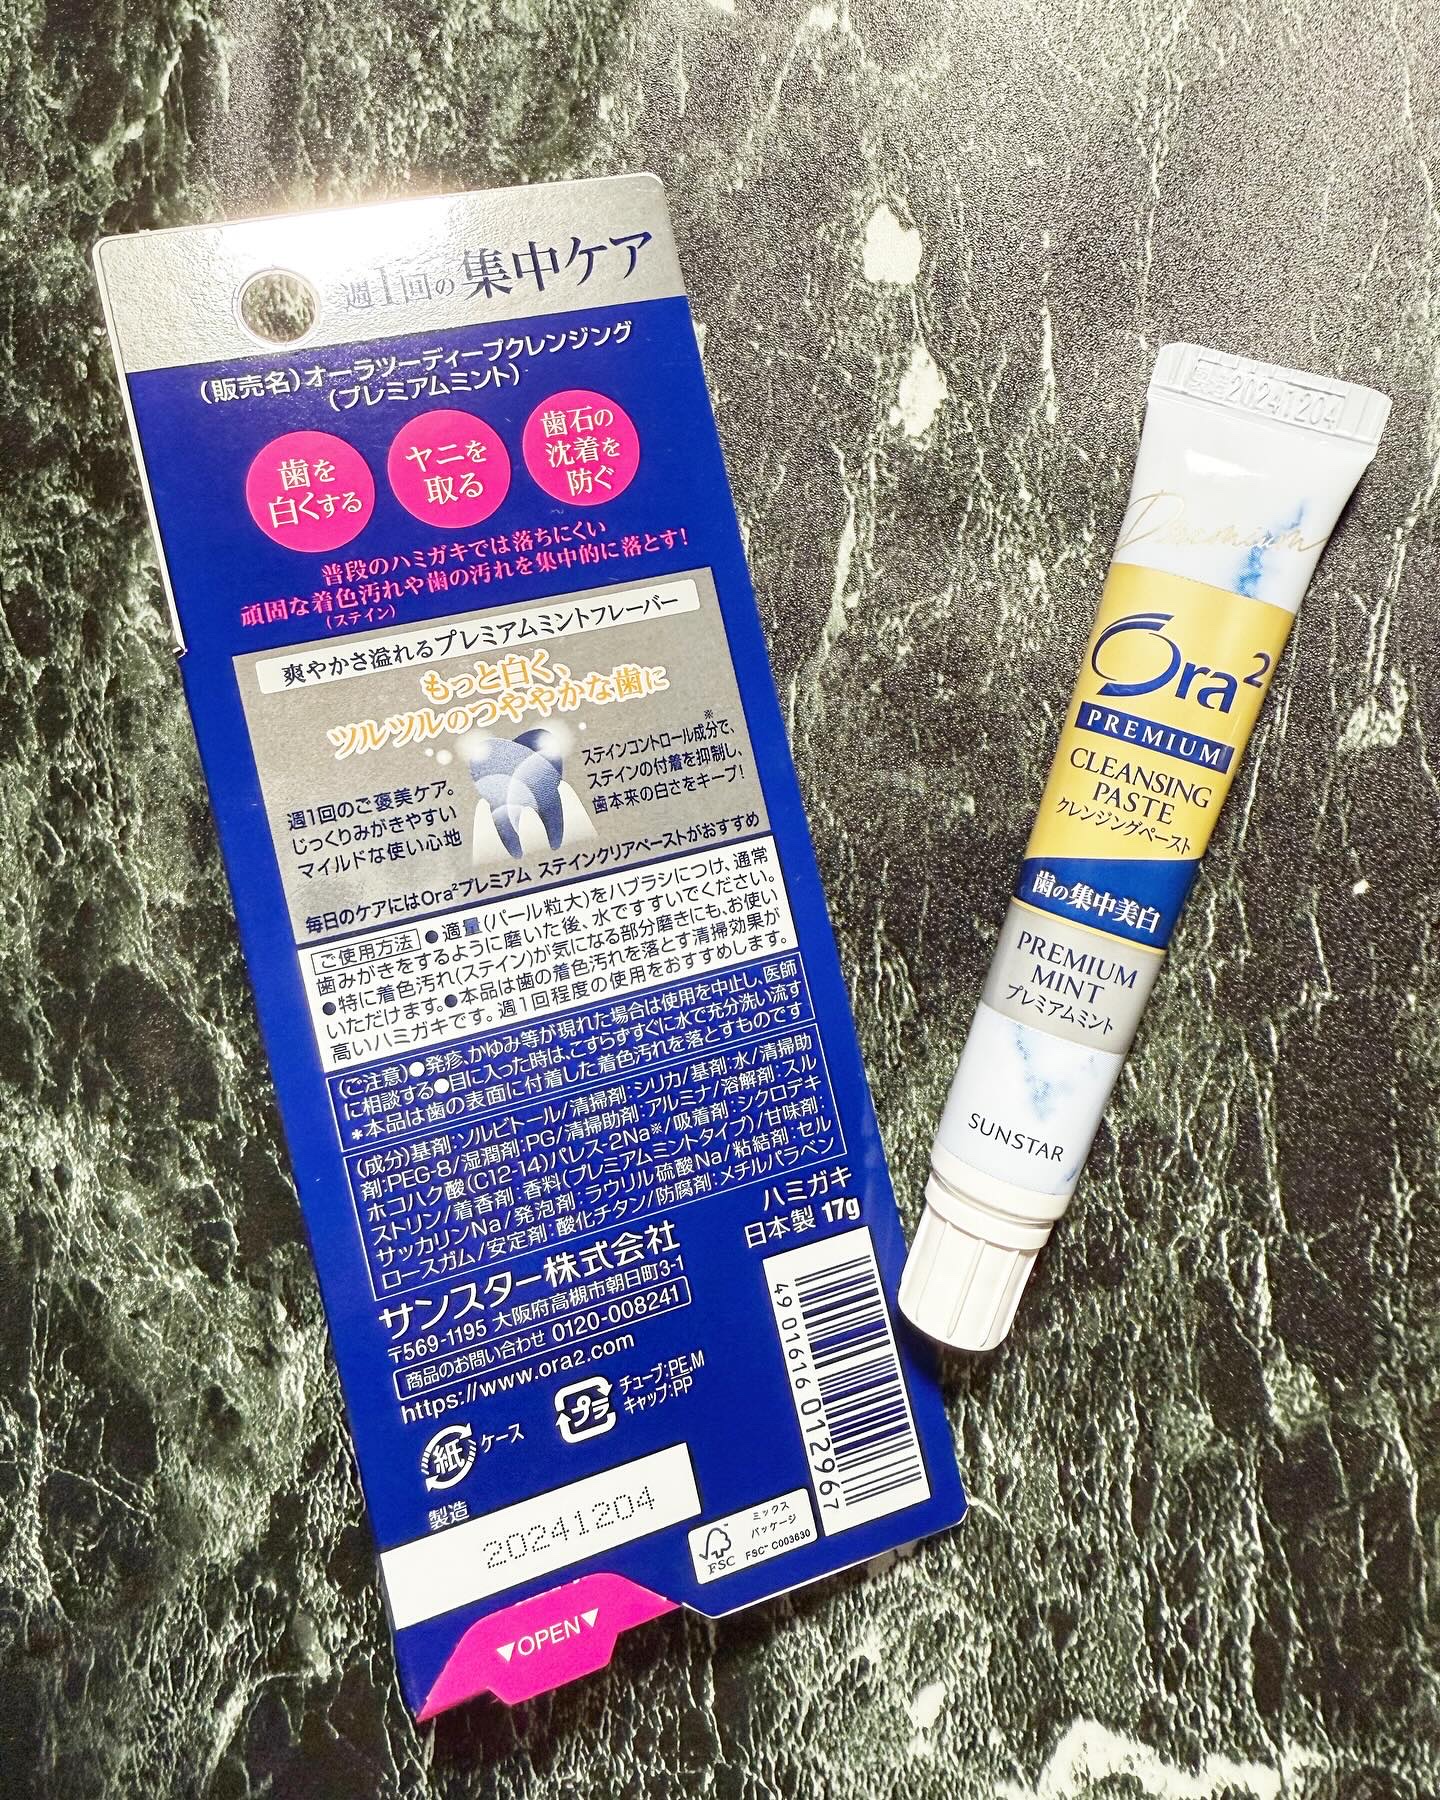 週1回の集中ケア
(販売名)オーラツーディープクレンジング
(プレミアムミント)
歯を
白くする
ヤニを
取る
歯石の
沈着を
防ぐ
普段のハミガキでは落ちにくい
頑固な着色汚れや歯の汚れを集中的に落とす!
(ステイン)
爽やかさ溢れるプレミアムミントフレーバー
もっと白く、
ツルツルのつややかな歯に
週1回のご褒美ケア。
じっくりみがきやすい
マイルドな使い心地
ステインコントロール成分※で、
ステインの付着を抑制し、
歯本来の白さをキープ!
毎日のケアにはOra²プレミアム ステインクリアペーストがおすすめ
ご使用方法 ●適量(パール粒大)をハブラシにつけ、通常
歯みがきをするように磨いた後、水ですすいでください。
●特に着色汚れ(ステイン)が気になる部分磨きにも、お使い
いただけます。●本品は歯の着色汚れを落とす清掃効果が
高いハミガキです。週1回程度の使用をおすすめします。
(ご注意)●発疹、かゆみ等が現れた場合は使用を中止し、医師
に相談する●目に入った時は、こすらずすぐに水で充分洗い流す
*本品は歯の表面に付着した着色汚れを落とすものです
(成分)基剤:ソルビトール/清掃剤:シリカ/基剤:水/清掃助
剤:PEG-8/湿潤剤:PG/清掃助剤:アルミナ/溶解剤:スル
ホコハク酸(C12-14)パレス-2Na※/吸着剤:シクロデキ
ストリン/着香剤:香料(プレミアムミントタイプ)/甘味剤:
サッカリンNa/発泡剤:ラウリル硫酸Na/粘結剤:セル
ロースガム/安定剤:酸化チタン/防腐剤:メチルパラベン
サンスター株式会社
〒569-1195 大阪府高槻市朝日町3-1
商品のお問い合わせ 0120-008241
https://www.ora2.com
ハミガキ
日本製 17g
紙 ケース
プラ
チューブ:PE,M
キャップ:PP
4901616012967
製造
20241204
FSC
ミックス
パッケージ
FSC™ C003630
▼OPEN▼
製造20241204
Premium
Ora²
PREMIUM
CLEANSING
PASTE
クレンジングペースト
歯の集中美白
PREMIUM
MINT
プレミアムミント
SUNSTAR